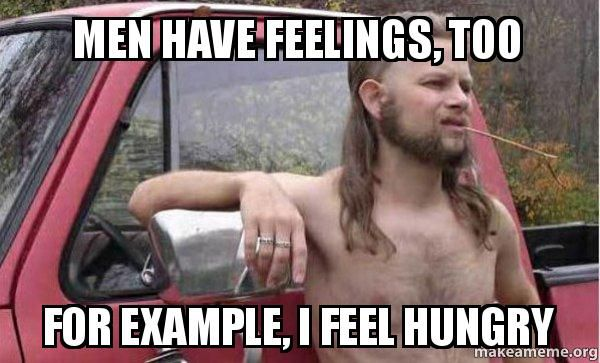 MEN HAVE FEELINGS, TOO
FOR EXAMPLE, I FEEL HUNGRY
makeameme.org